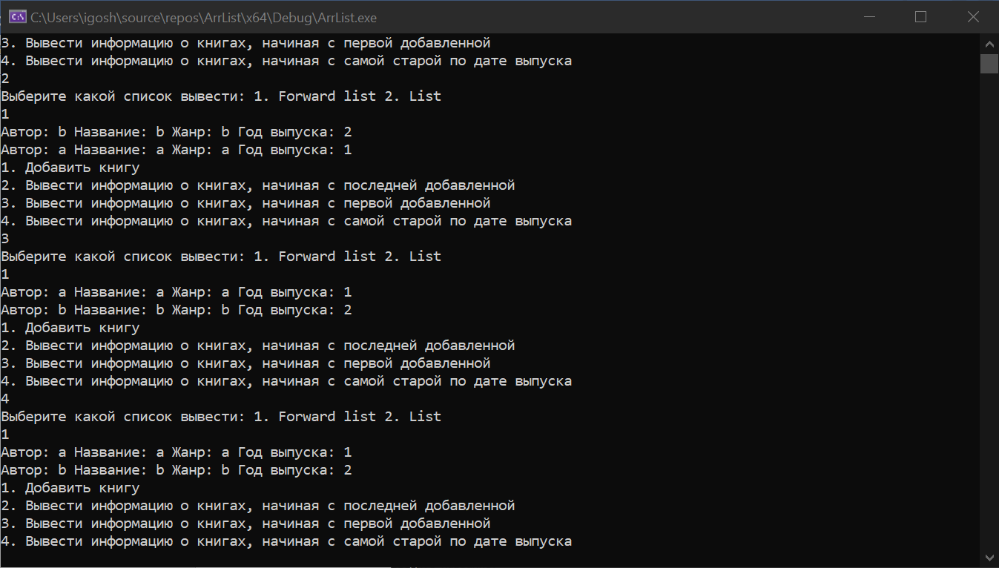 C:\Users\igosh\source\repos\ArrList\x64\Debug\ArrList.exe
3. Вывести информацию о книгах, начиная с первой добавленной
4. Вывести информацию о книгах, начиная с самой старой по дате выпуска
2
Выберите какой список вывести: 1. Forward list 2. List
1
Автор: b Название: b Жанр: b Год выпуска: 2
Автор: a Название: a Жанр: a Год выпуска: 1
1. Добавить книгу
2. Вывести информацию о книгах, начиная с последней добавленной
3. Вывести информацию о книгах, начиная с первой добавленной
4. Вывести информацию о книгах, начиная с самой старой по дате выпуска
3
Выберите какой список вывести: 1. Forward list 2. List
1
Автор: a Название: a Жанр: a Год выпуска: 1
Автор: b Название: b Жанр: b Год выпуска: 2
1. Добавить книгу
2. Вывести информацию о книгах, начиная с последней добавленной
3. Вывести информацию о книгах, начиная с первой добавленной
4. Вывести информацию о книгах, начиная с самой старой по дате выпуска
4
Выберите какой список вывести: 1. Forward list 2. List
1
Автор: a Название: a Жанр: a Год выпуска: 1
Автор: b Название: b Жанр: b Год выпуска: 2
1. Добавить книгу
2. Вывести информацию о книгах, начиная с последней добавленной
3. Вывести информацию о книгах, начиная с первой добавленной
4. Вывести информацию о книгах, начиная с самой старой по дате выпуска